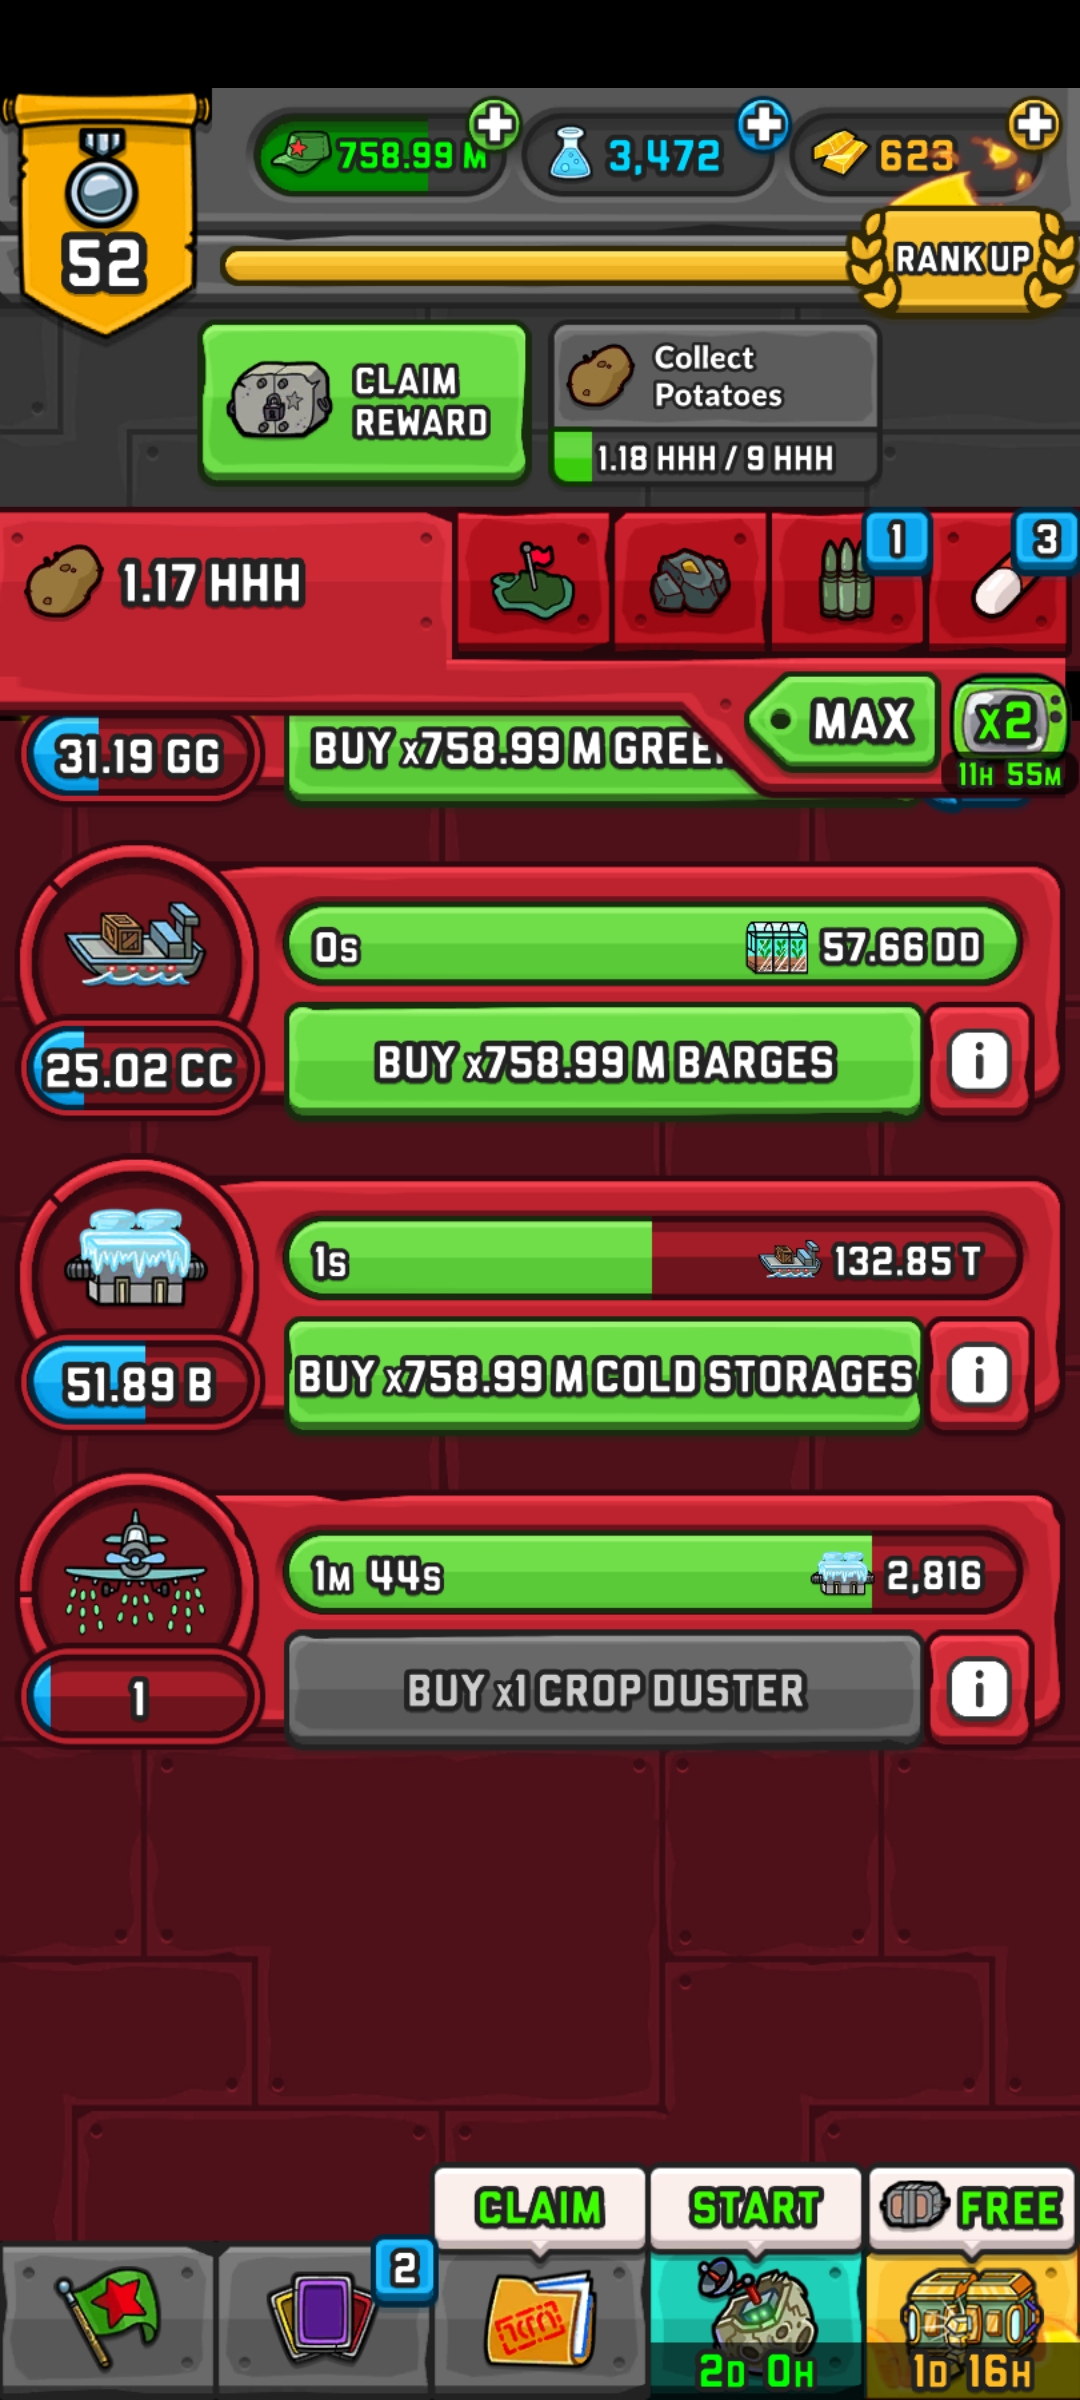 758.99 M
3,472
623
52
RANK UP
CLAIM
REWARD
Collect
Potatoes
1.18 HHH / 9 HHH
1.17 HHH
1
3
MAX
x2
11H 55M
31.19 GG
BUY x758.99 M
0s
57.66 DD
25.02 CC
BUY x758.99 M BARGES
i
1s
132.85 T
51.89 B
BUY x758.99 M COLD STORAGES
i
1M 44s
2,816
1
BUY x1 CROP DUSTER
i
CLAIM
START
FREE
2
2D 0H
1D 16H